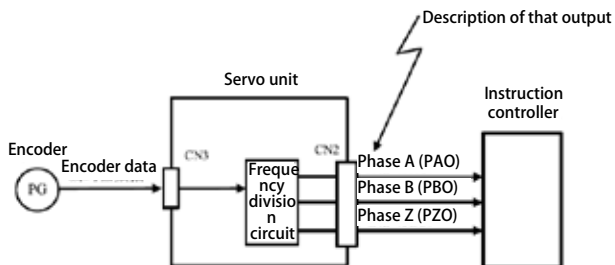 Description of that output
Servo unit
Instruction
controller
Encoder
Encoder data
PG
CN3
CN2
Freque
ncy
divisio
n
circuit
Phase A (PAO)
Phase B (PBO)
Phase Z (PZO)